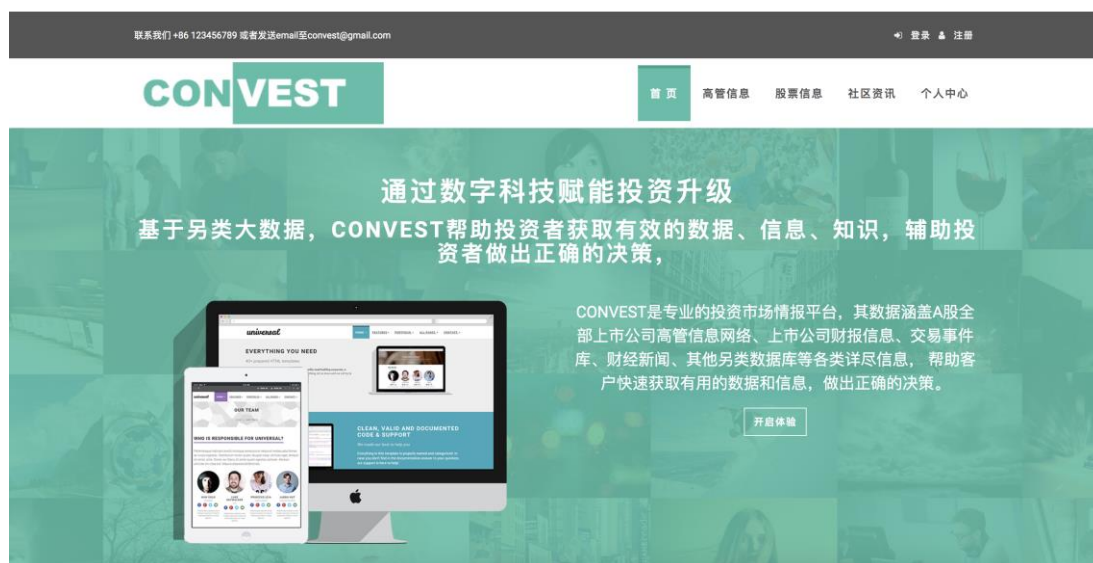 联系我们 +86 123456789 或者发送email至convest@gmail.com
登录 注册
CONVEST
首 页 高管信息 股票信息 社区资讯 个人中心
通过数字科技赋能投资升级
基于另类大数据，CONVEST帮助投资者获取有效的数据、信息、知识，辅助投
资者做出正确的决策，
CONVEST是专业的投资市场情报平台，其数据涵盖A股全
部上市公司高管信息网络、上市公司财报信息、交易事件
库、财经新闻、其他另类数据库等各类详尽信息， 帮助客
户快速获取有用的数据和信息，做出正确的决策。
开启体验
universal
EVERYTHING YOU NEED
CLEAN, VALID AND DOCUMENTED
CODE & SUPPORT
OUR TEAM
WHO IS RESPONSIBLE FOR UNIVERSAL?